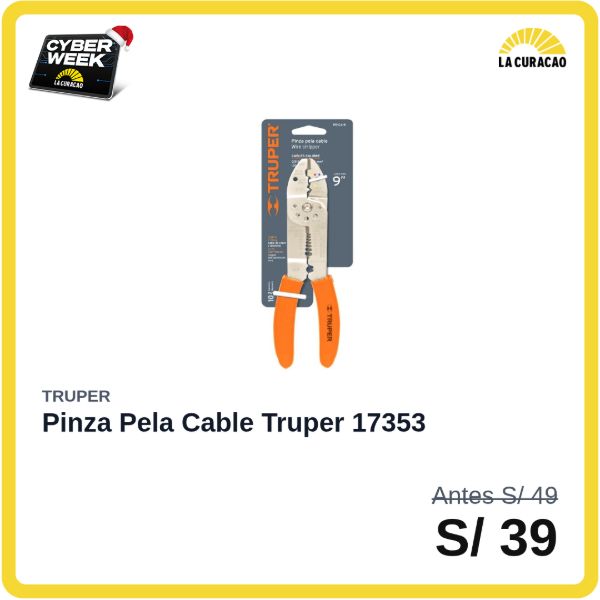 CYBER
WEEK
LA CURACAO
LA CURACAO
TRUPER
Pinza pela cable
Wire stripper
9"
TRUPER
TRUPER
Pinza Pela Cable Truper 17353
Antes S/ 49
S/ 39